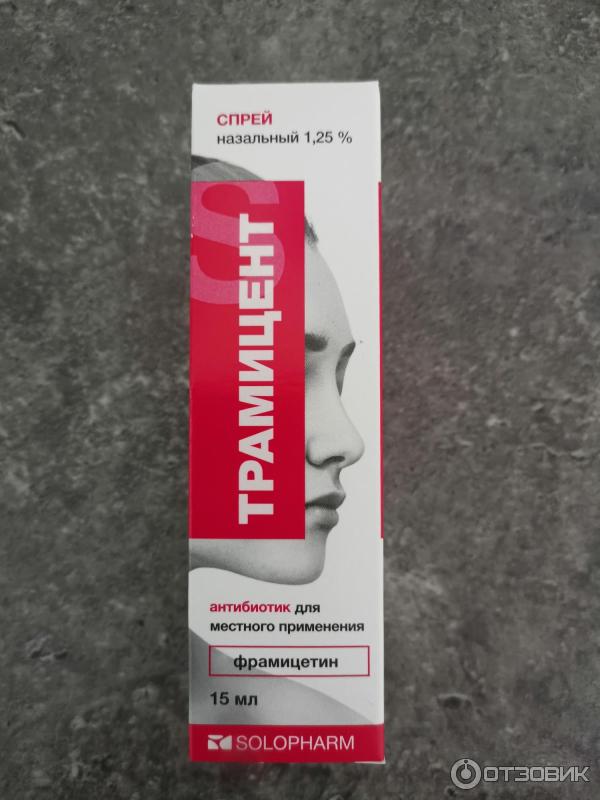 СПРЕЙ
назальный 1,25 %
S
ТРАМИЦЕНТ
антибиотик для
местного применения
фрамицетин
15 мл
SOLOPHARM
ОТЗОВИК